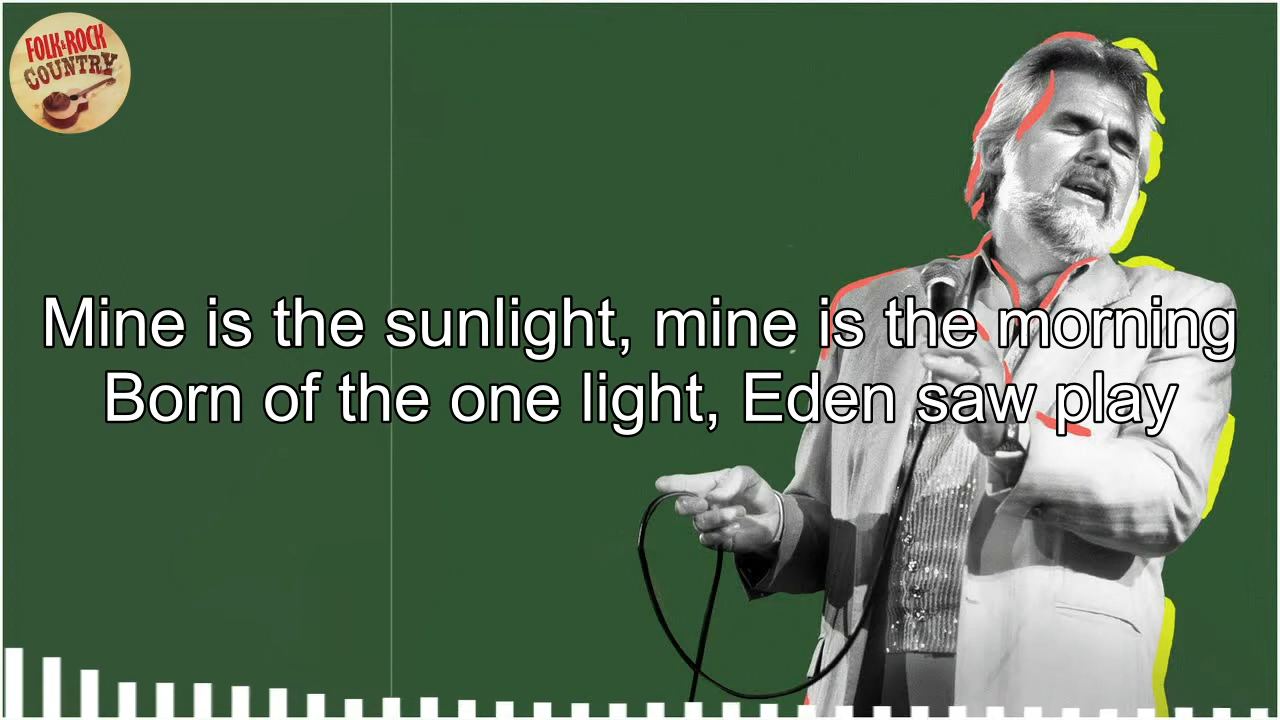 FOLK & ROCK
COUNTRY
Mine is the sunlight, mine is the morning
Born of the one light, Eden saw play